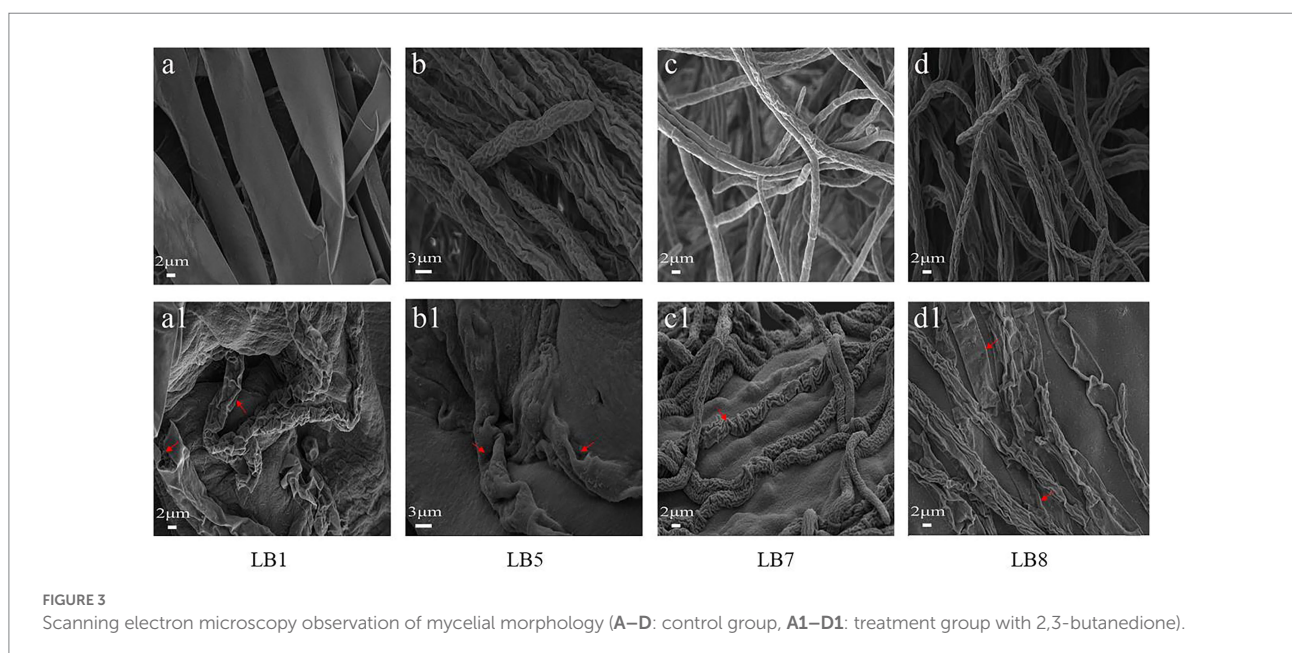 a
b
c
d
2μm
3μm
2μm
2μm
a1
b1
c1
d1
2μm
3μm
2μm
2μm
LB1
LB5
LB7
LB8
FIGURE 3
Scanning electron microscopy observation of mycelial morphology (A–D: control group, A1–D1: treatment group with 2,3-butanedione).